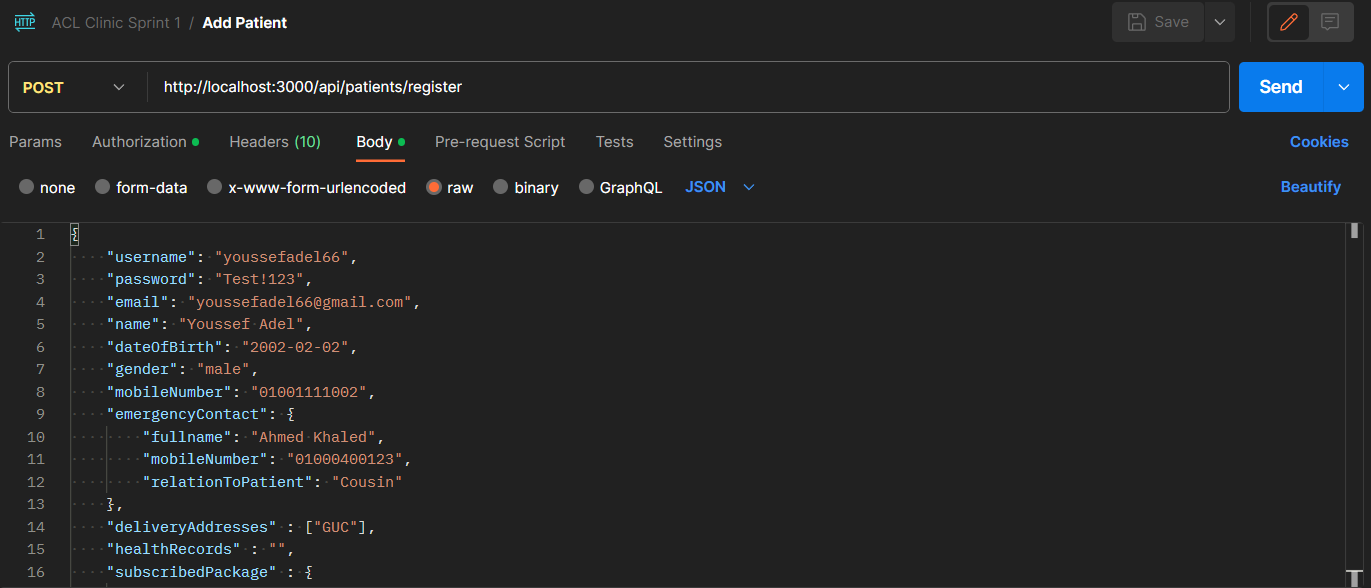 HTTP ACL Clinic Sprint 1 / Add Patient Save
POST http://localhost:3000/api/patients/register Send
Params Authorization Headers (10) Body Pre-request Script Tests Settings Cookies
none form-data x-www-form-urlencoded raw binary GraphQL JSON Beautify
1 {
2 "username": "youssefadel66",
3 "password": "Test!123",
4 "email": "youssefadel66@gmail.com",
5 "name": "Youssef Adel",
6 "dateOfBirth": "2002-02-02",
7 "gender": "male",
8 "mobileNumber": "01001111002",
9 "emergencyContact": {
10 "fullname": "Ahmed Khaled",
11 "mobileNumber": "01000400123",
12 "relationToPatient": "Cousin"
13 },
14 "deliveryAddresses" : ["GUC"],
15 "healthRecords" : "",
16 "subscribedPackage" : {